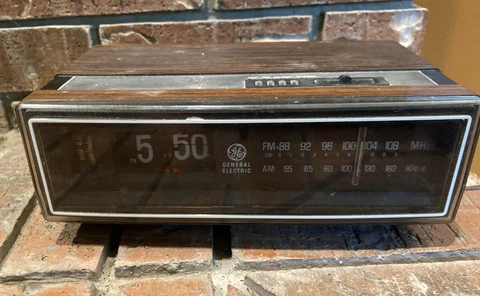 5 50
GENERAL
ELECTRIC
FM-88 92 96 100 104 108 MHz
AM 55 65 80 100 130 160 KHz